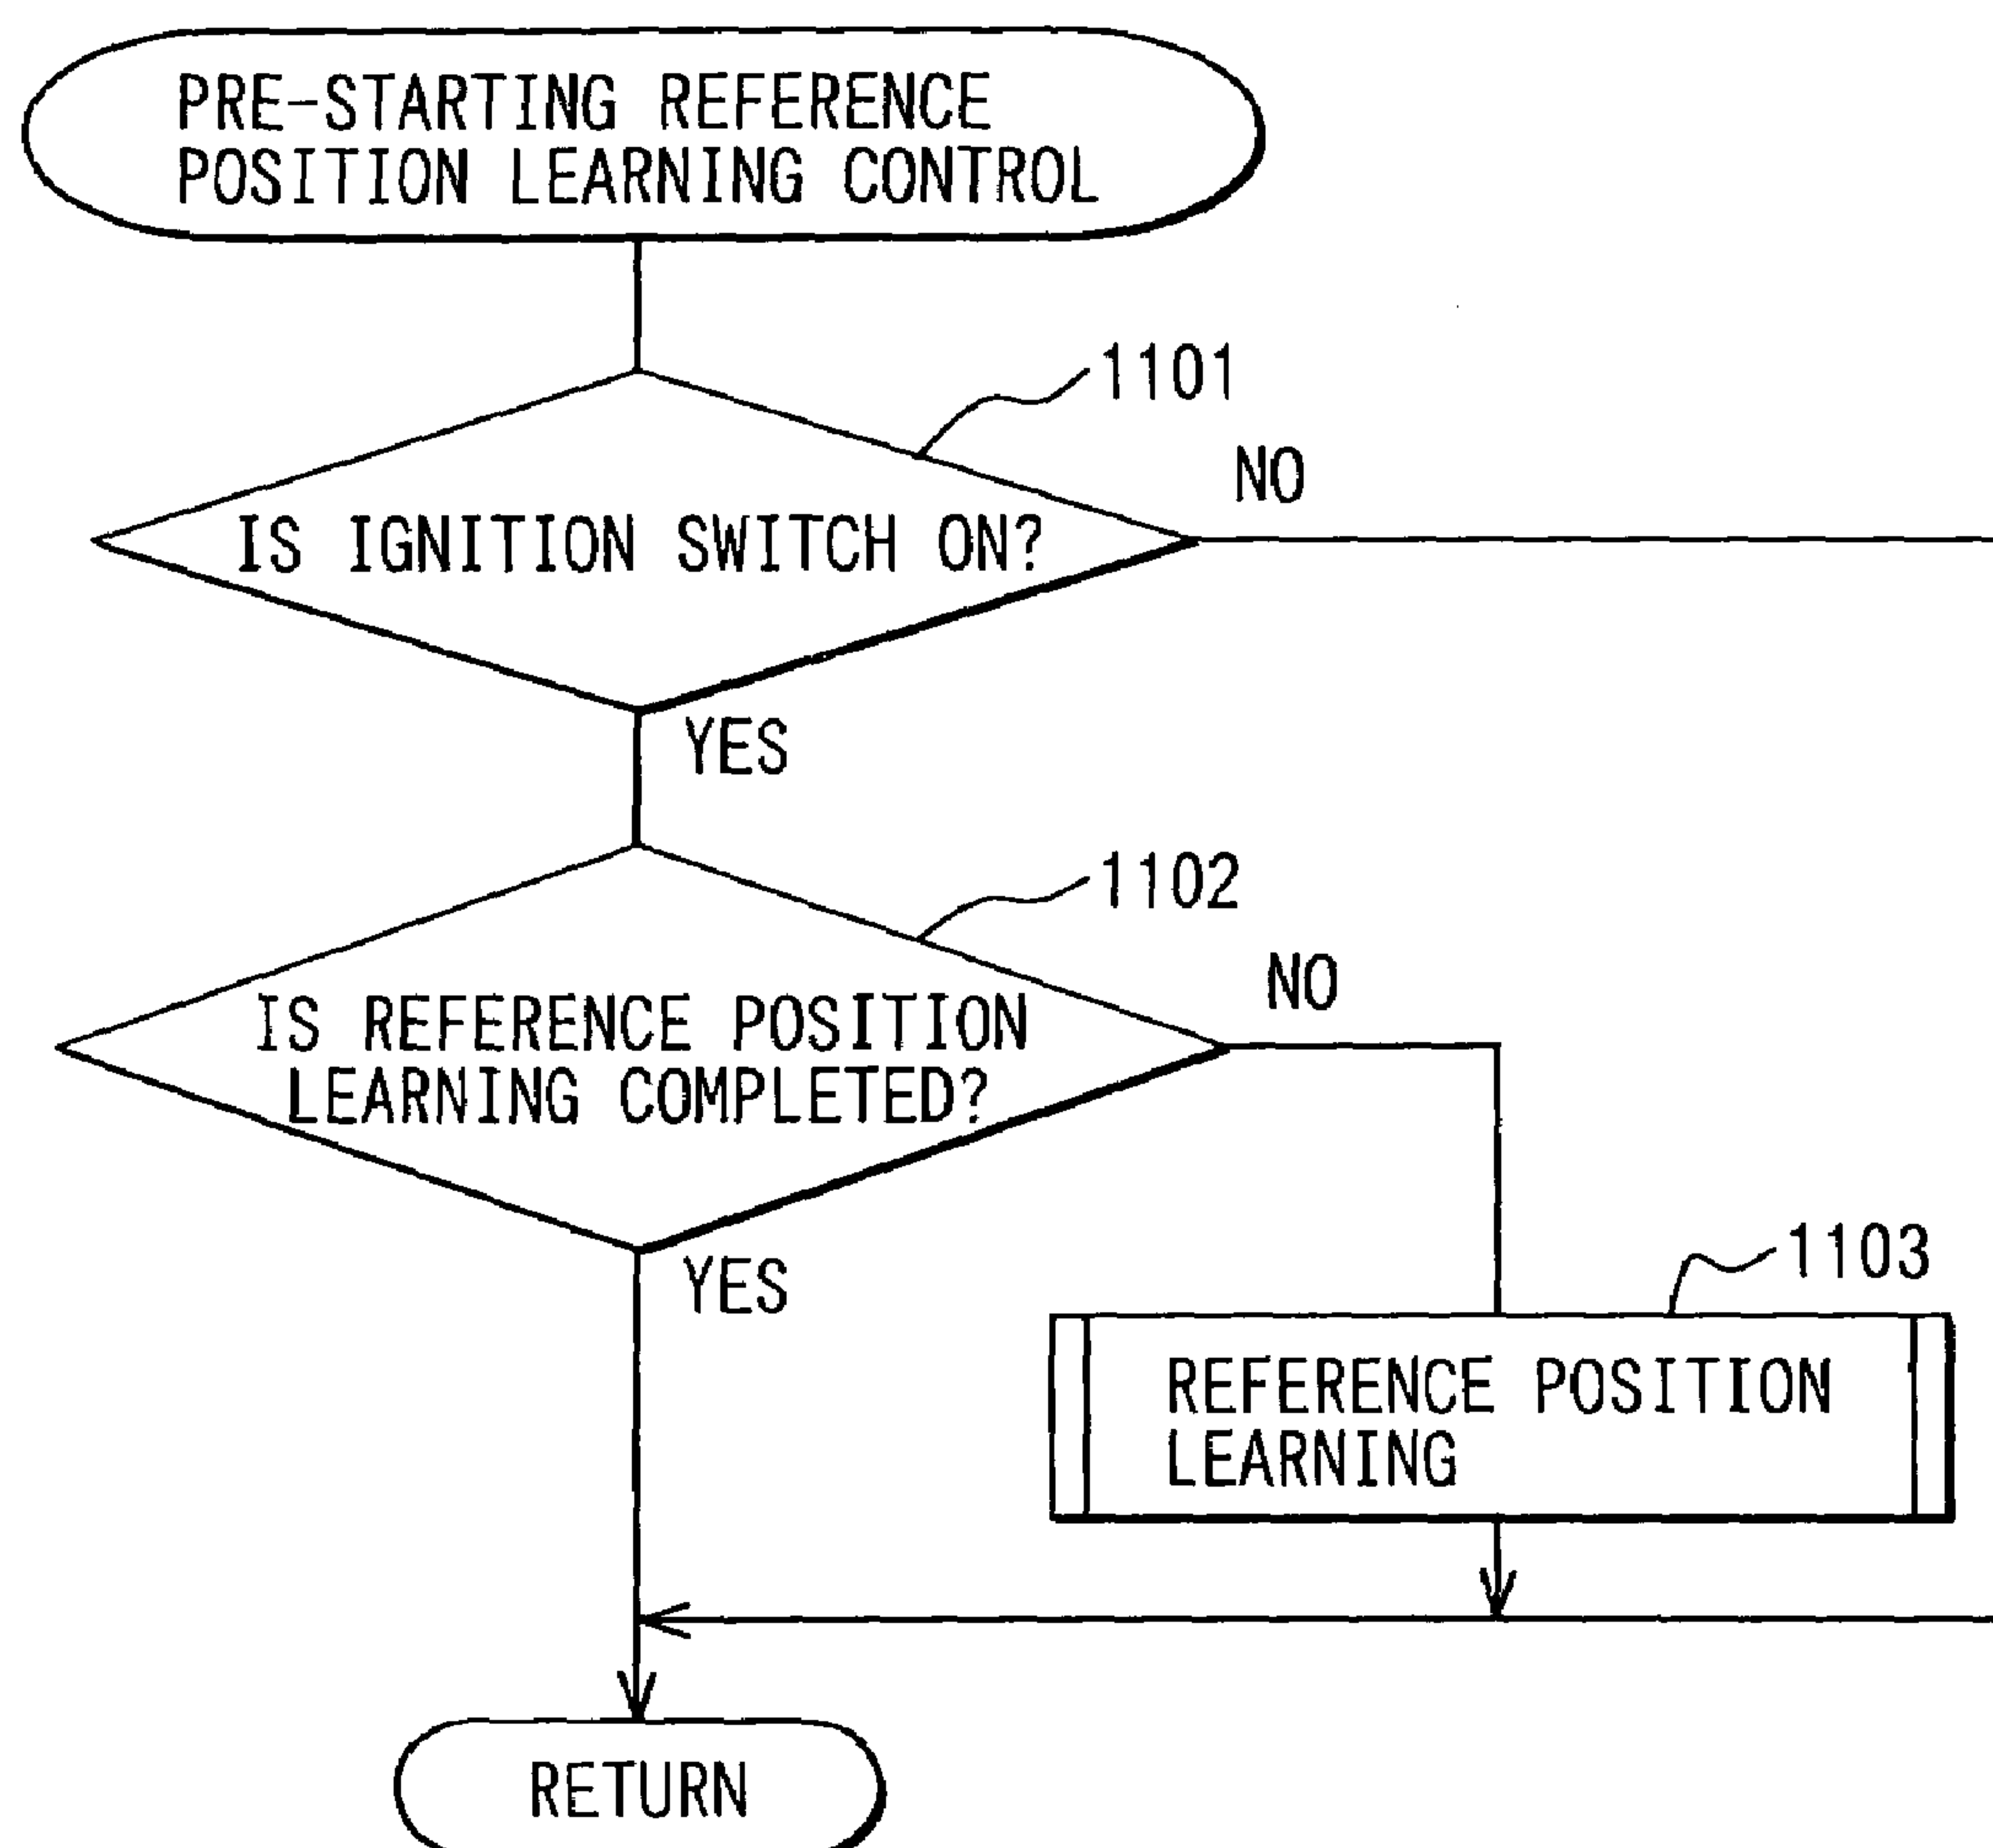 PRE-STARTING REFERENCE
POSITION LEARNING CONTROL
1101
NO
IS IGNITION SWITCH ON?
YES
1102
NO
IS REFERENCE POSITION
LEARNING COMPLETED?
YES
1103
REFERENCE POSITION
LEARNING
RETURN